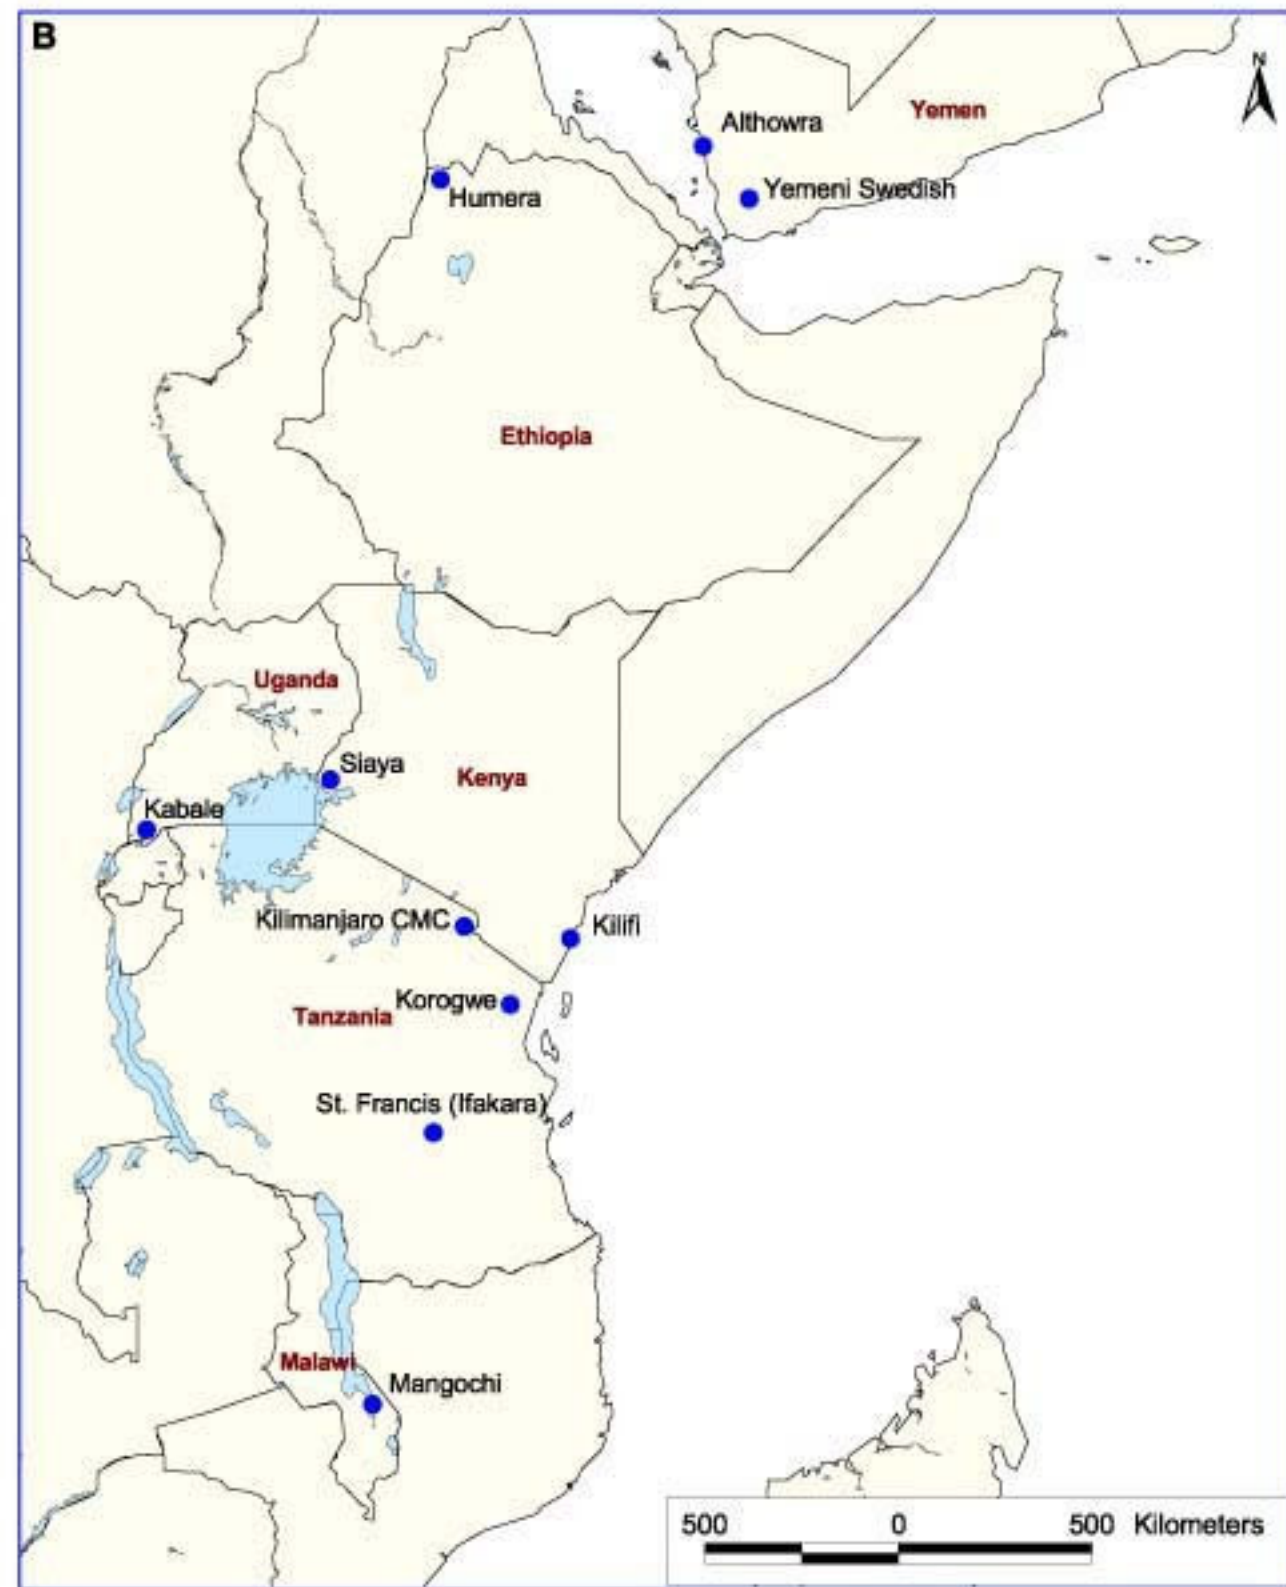 B
N
Althowra
Yemen
Humera
Yemeni Swedish
Ethiopia
Uganda
Siaya
Kenya
Kabale
Kilimanjaro CMC
Kilifi
Korogwe
Tanzania
St. Francis (Ifakara)
Malawi
Mangochi
500 0 500 Kilometers